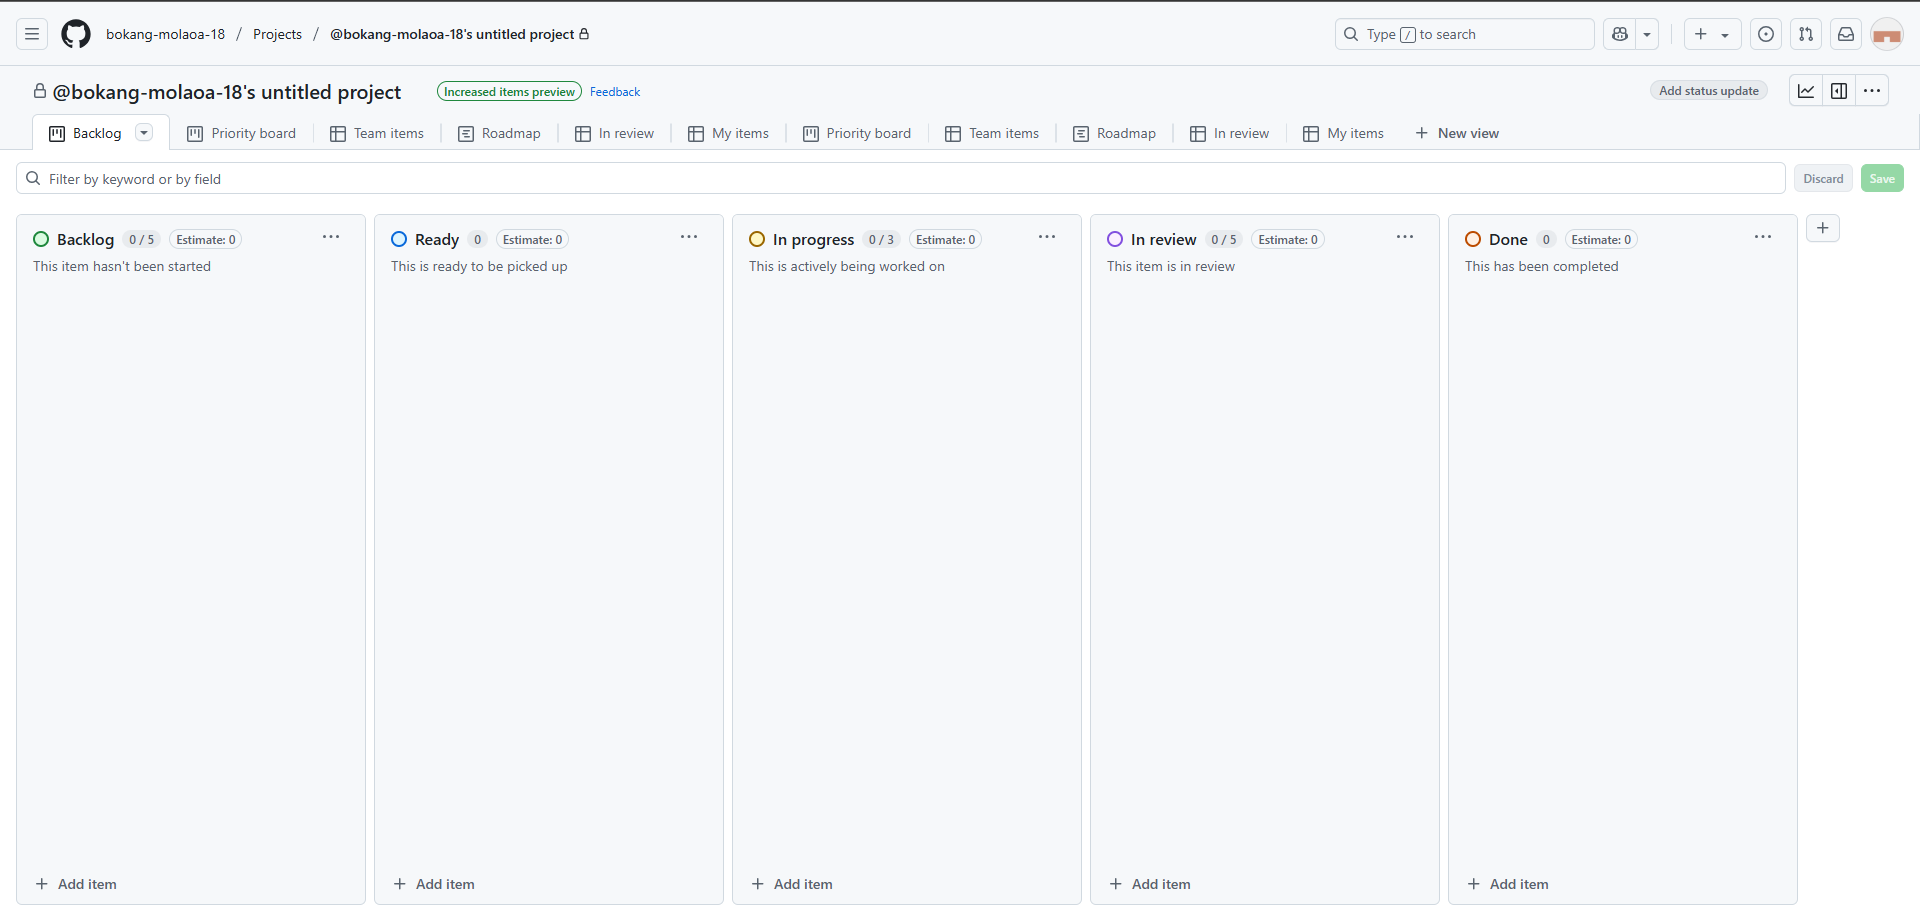 bokang-molaoa-18 / Projects / @bokang-molaoa-18's untitled project
Type / to search
@bokang-molaoa-18's untitled project
Increased items preview
Feedback
Add status update
Backlog
Priority board
Team items
Roadmap
In review
My items
Priority board
Team items
Roadmap
In review
My items
New view
Filter by keyword or by field
Discard
Save
Backlog 0 / 5 Estimate: 0
This item hasn't been started
Add item
Ready 0 Estimate: 0
This is ready to be picked up
Add item
In progress 0 / 3 Estimate: 0
This is actively being worked on
Add item
In review 0 / 5 Estimate: 0
This item is in review
Add item
Done 0 Estimate: 0
This has been completed
Add item